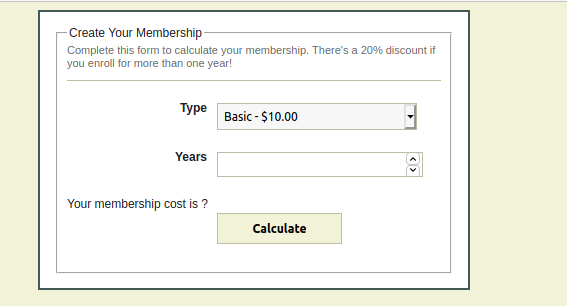 Create Your Membership
Complete this form to calculate your membership. There's a 20% discount if
you enroll for more than one year!
Type
Basic - $10.00
Years
Your membership cost is ?
Calculate